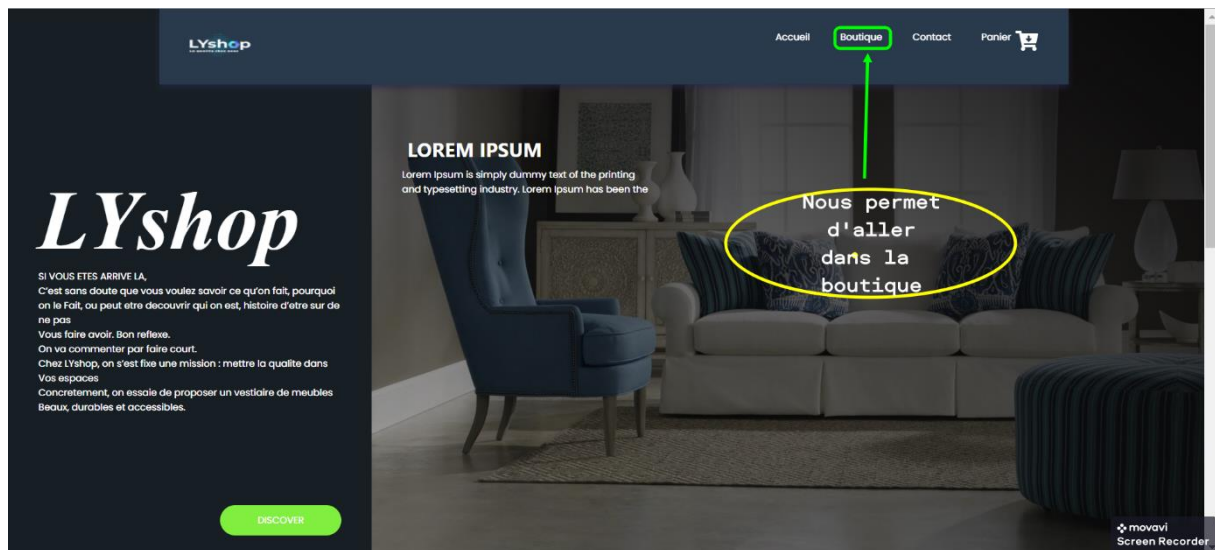 LYshop
Accueil
Boutique
Contact
Panier
LOREM IPSUM
Lorem Ipsum is simply dummy text of the printing
and typesetting industry. Lorem Ipsum has been the
Nous permet
d'aller
dans la
boutique
LYshop
SI VOUS ETES ARRIVE LA,
C'est sans doute que vous voulez savoir ce qu'on fait, pourquoi
on le Fait, ou peut etre decouvrir qui on est, histoire d'etre sur de
ne pas
Vous faire avoir. Bon reflexe.
On va commenter par faire court.
Chez LYshop, on s'est fixe une mission : mettre la qualite dans
Vos espaces
Concretement, on essaie de proposer un vestiaire de meubles
Beaux, durables et accessibles.
DISCOVER
movavi
Screen Recorder